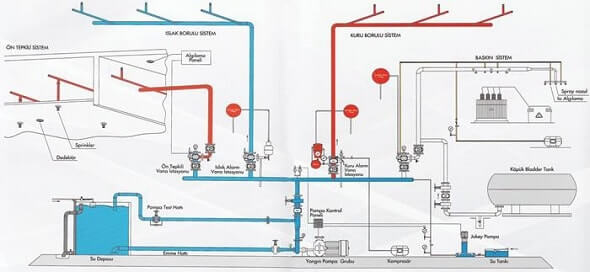 ISLAK BORULU SİSTEM
KURU BORULU SİSTEM
ÖN TEPKİLİ SİSTEM
Algılama
Paneli
BASKIN SİSTEM
Spray nozul
Isı Algılama
Sprinkler
Dedektör
Ön Tepkili
Vana İstasyonu
Islak Alarm
Vana
İstasyonu
Kuru Alarm
Vana
İstasyonu
Köpük Bladder Tank
Pompa Test Hattı
Pompa Kontrol
Paneli
Su Deposu
Emme Hattı
Yangın Pompa Grubu
Kompresör
Jokey Pompa
Su Tankı